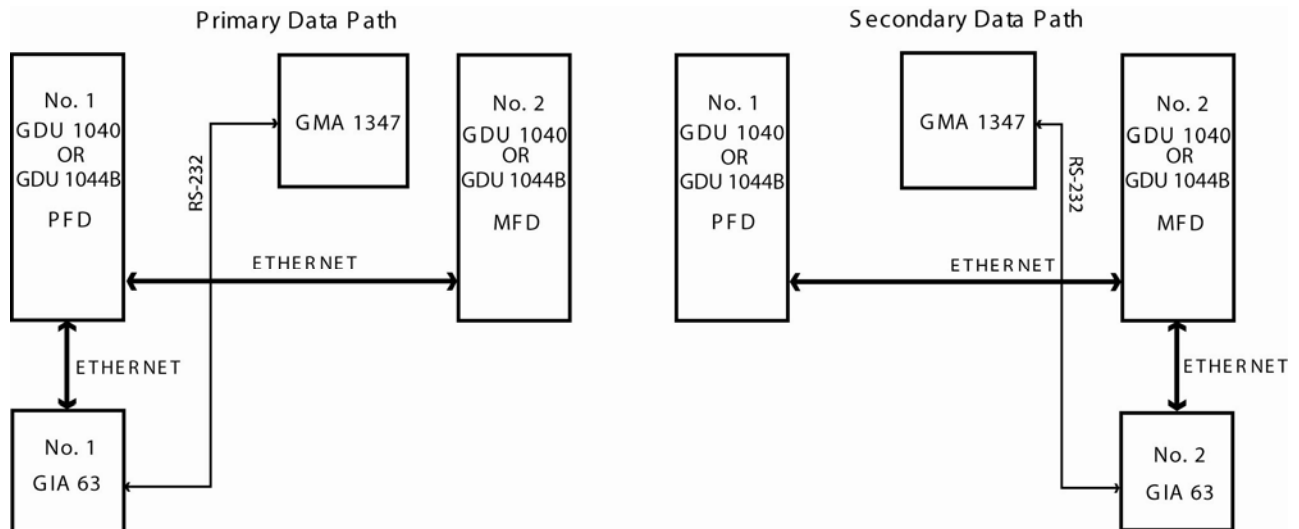 Primary Data Path
No. 1
GDU 1040
OR
GDU 1044B
PFD
GMA 1347
No. 2
GDU 1040
OR
GDU 1044B
MFD
RS-232
ETHERNET
ETHERNET
No. 1
GIA 63
Secondary Data Path
No. 1
GDU 1040
OR
GDU 1044B
PFD
GMA 1347
No. 2
GDU 1040
OR
GDU 1044B
MFD
RS-232
ETHERNET
ETHERNET
No. 2
GIA 63